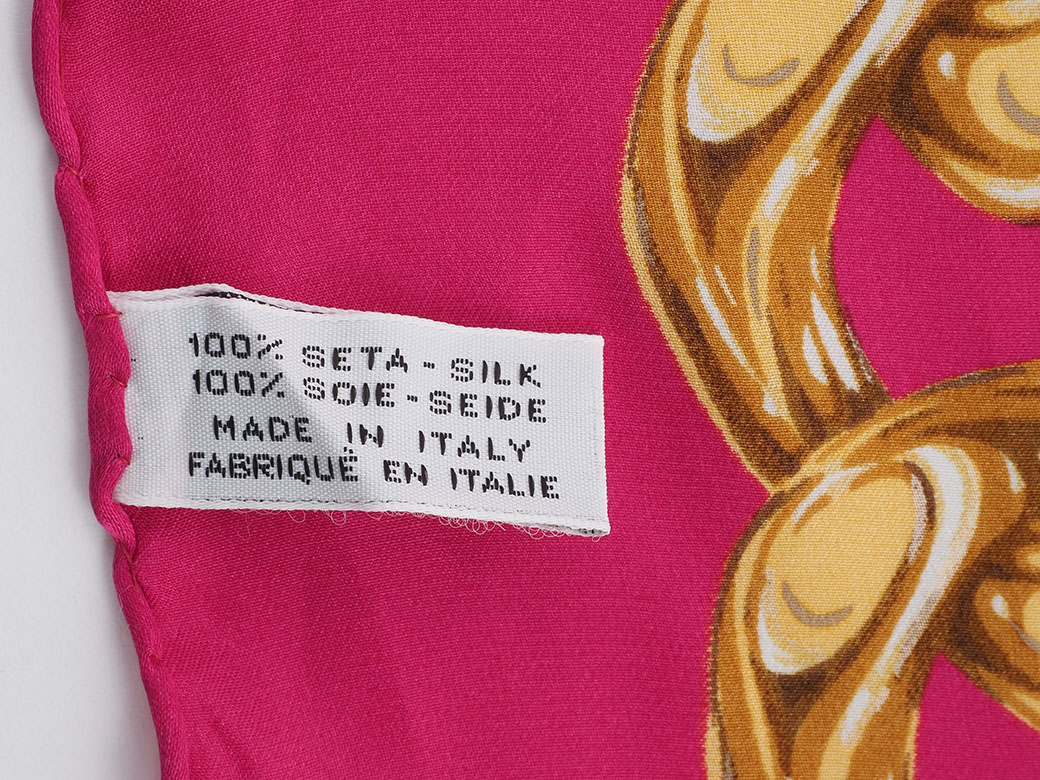 100% SETA - SILK
100% SOIE - SEIDE
MADE IN ITALY
FABRIQUÉ EN ITALIE